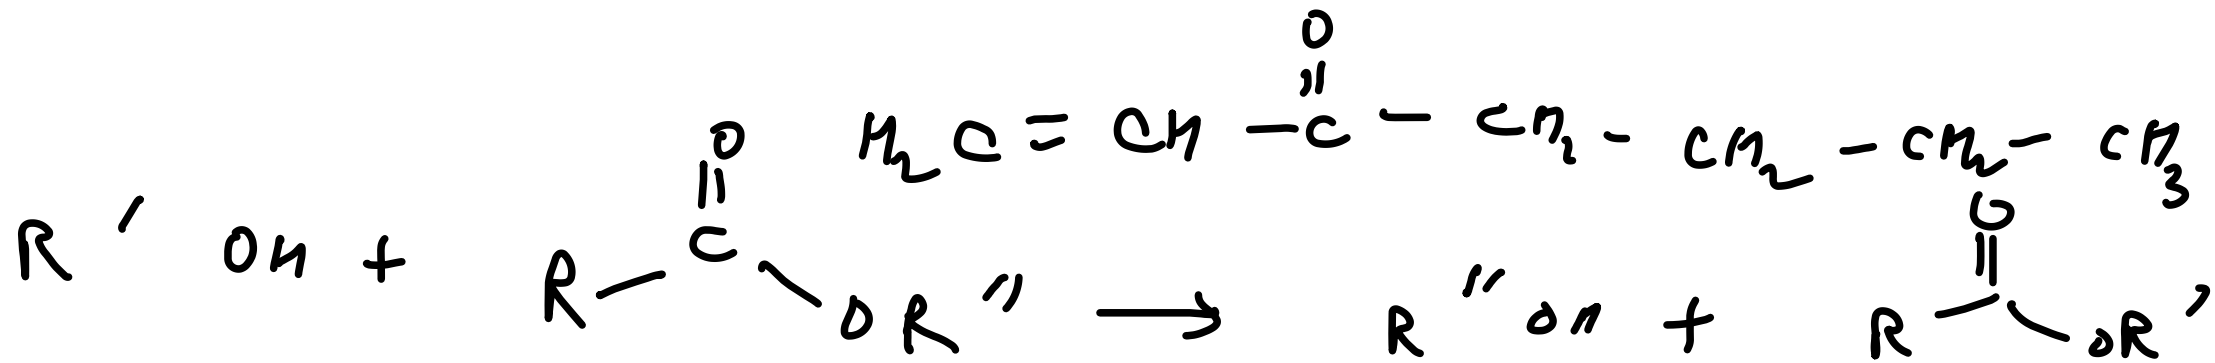 H2C=CH-C(=O)-CH2-CH2-CH2-CH3
R'OH + R-C(=O)-OR" → R"OH + R-C(=O)-OR'